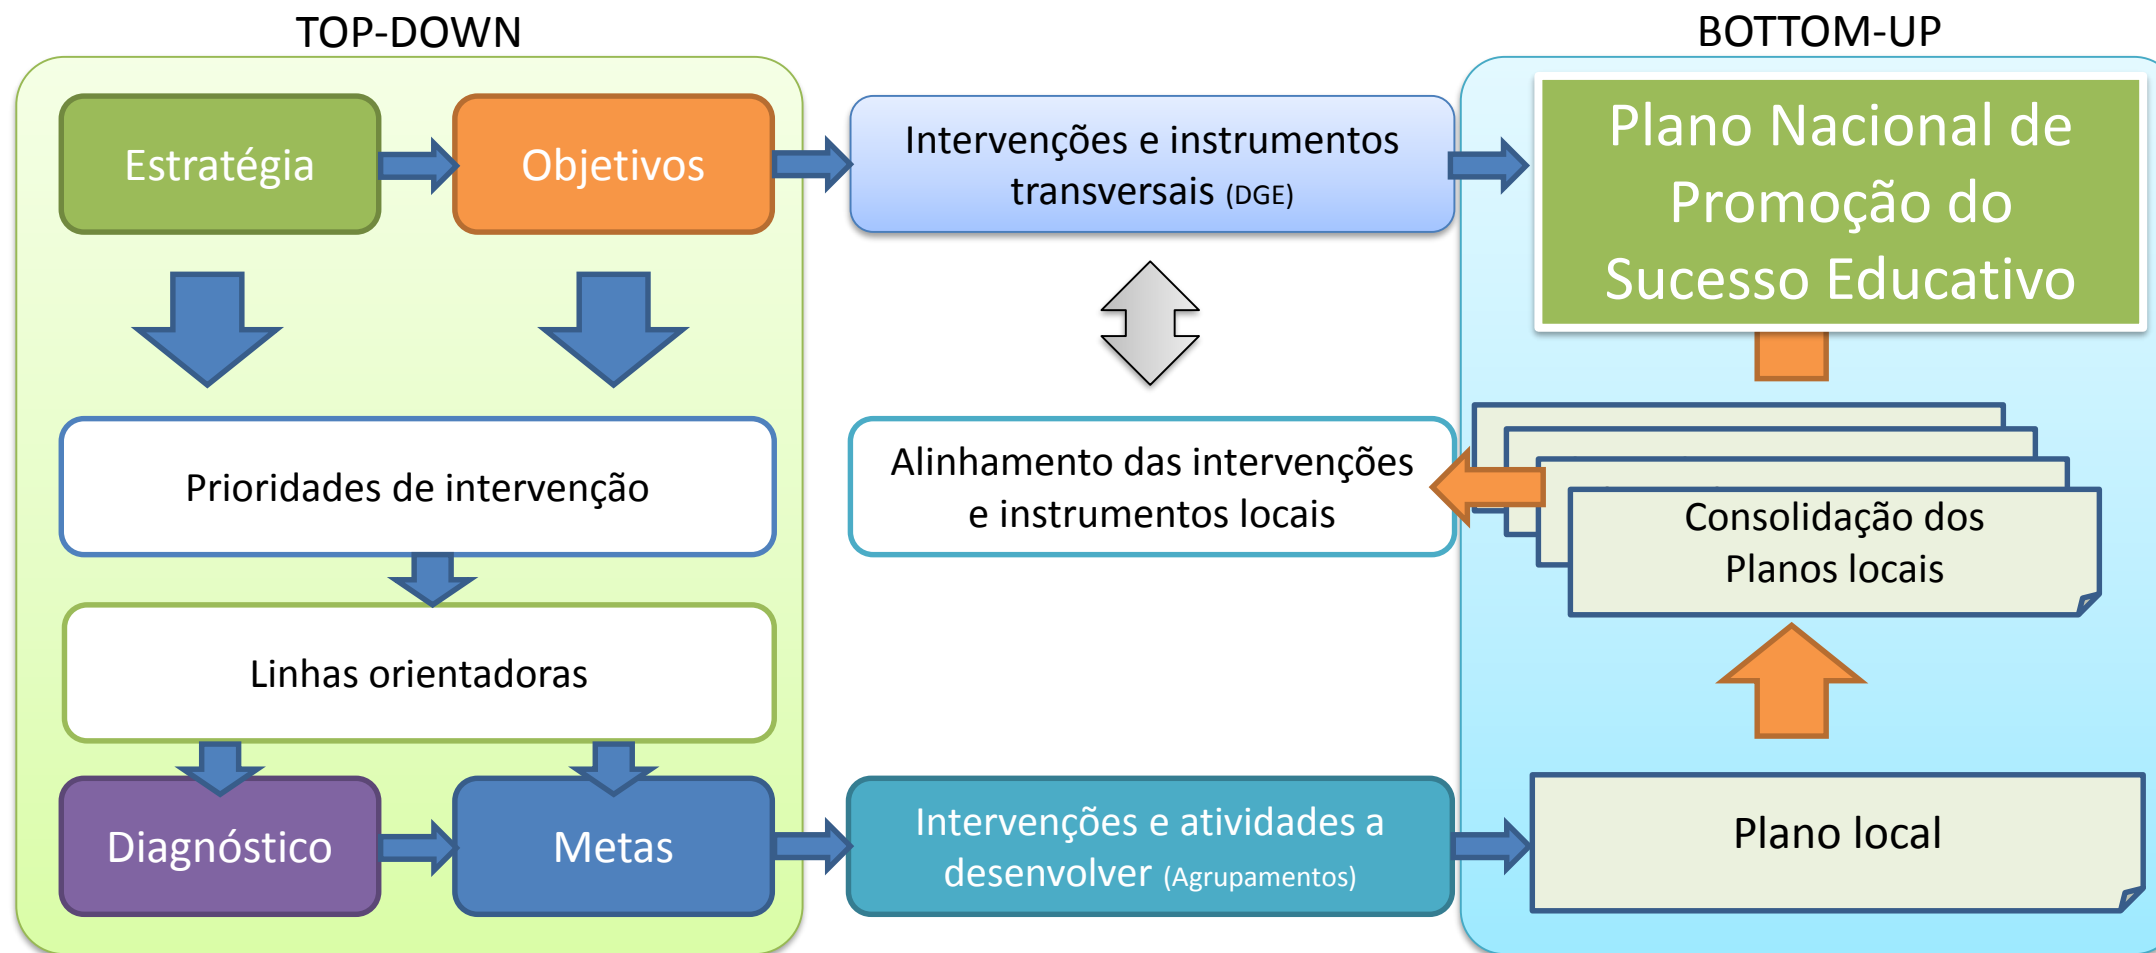 TOP-DOWN
BOTTOM-UP
Estratégia
Objetivos
Intervenções e instrumentos
transversais (DGE)
Plano Nacional de
Promoção do
Sucesso Educativo
Prioridades de intervenção
Alinhamento das intervenções
e instrumentos locais
Consolidação dos
Planos locais
Linhas orientadoras
Diagnóstico
Metas
Intervenções e atividades a
desenvolver (Agrupamentos)
Plano local